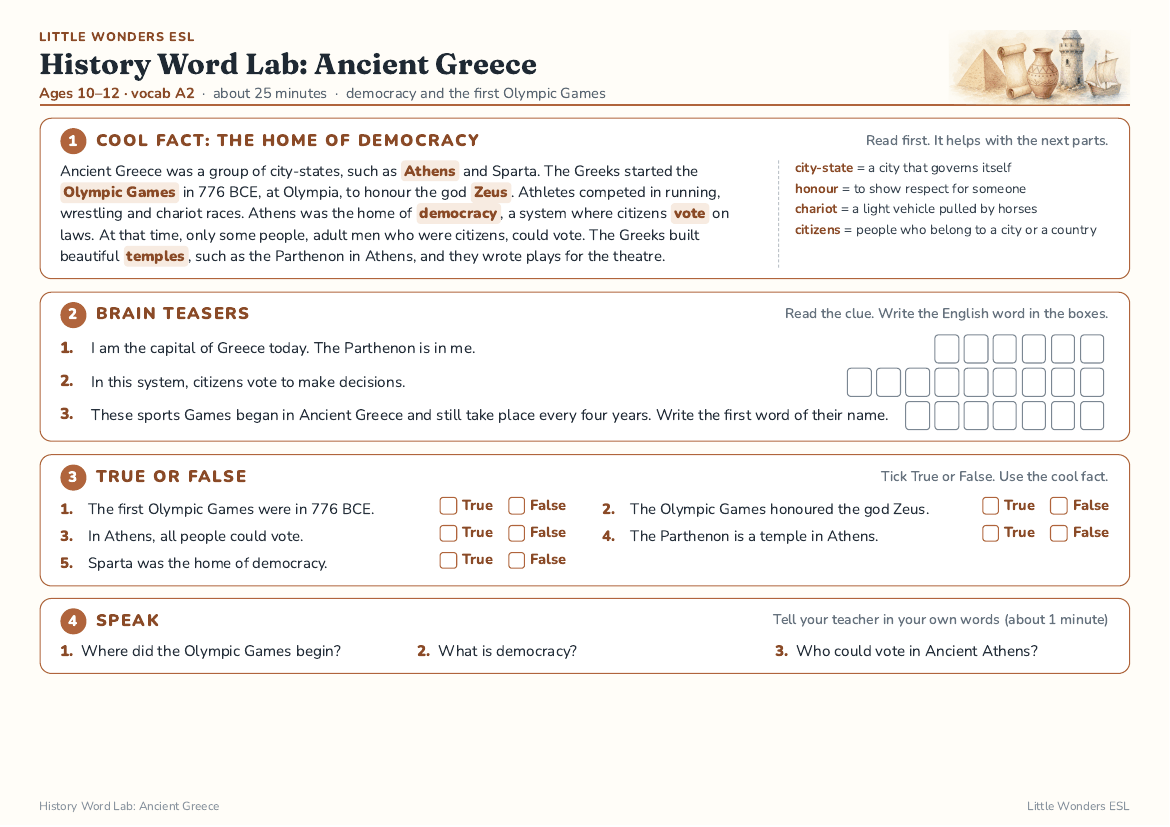 LITTLE WONDERS ESL
History Word Lab: Ancient Greece
Ages 10–12 · vocab A2 · about 25 minutes · democracy and the first Olympic Games
1 COOL FACT: THE HOME OF DEMOCRACY
Read first. It helps with the next parts.
Ancient Greece was a group of city-states, such as Athens and Sparta. The Greeks started the
Olympic Games in 776 BCE, at Olympia, to honour the god Zeus. Athletes competed in running,
wrestling and chariot races. Athens was the home of democracy, a system where citizens vote on
laws. At that time, only some people, adult men who were citizens, could vote. The Greeks built
beautiful temples, such as the Parthenon in Athens, and they wrote plays for the theatre.
city-state = a city that governs itself
honour = to show respect for someone
chariot = a light vehicle pulled by horses
citizens = people who belong to a city or a country
2 BRAIN TEASERS
Read the clue. Write the English word in the boxes.
1. I am the capital of Greece today. The Parthenon is in me.
2. In this system, citizens vote to make decisions.
3. These sports Games began in Ancient Greece and still take place every four years. Write the first word of their name.
3 TRUE OR FALSE
Tick True or False. Use the cool fact.
1. The first Olympic Games were in 776 BCE. True False
2. The Olympic Games honoured the god Zeus. True False
3. In Athens, all people could vote. True False
4. The Parthenon is a temple in Athens. True False
5. Sparta was the home of democracy. True False
4 SPEAK
Tell your teacher in your own words (about 1 minute)
1. Where did the Olympic Games begin?
2. What is democracy?
3. Who could vote in Ancient Athens?
History Word Lab: Ancient Greece
Little Wonders ESL